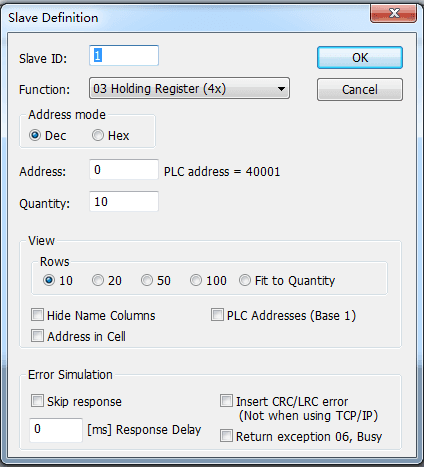 Slave Definition
Slave ID: 1 OK
Function: 03 Holding Register (4x) Cancel
Address mode
Dec Hex
Address: 0 PLC address = 40001
Quantity: 10
View
Rows
10 20 50 100 Fit to Quantity
Hide Name Columns PLC Addresses (Base 1)
Address in Cell
Error Simulation
Skip response Insert CRC/LRC error
(Not when using TCP/IP)
0 [ms] Response Delay
Return exception 06, Busy